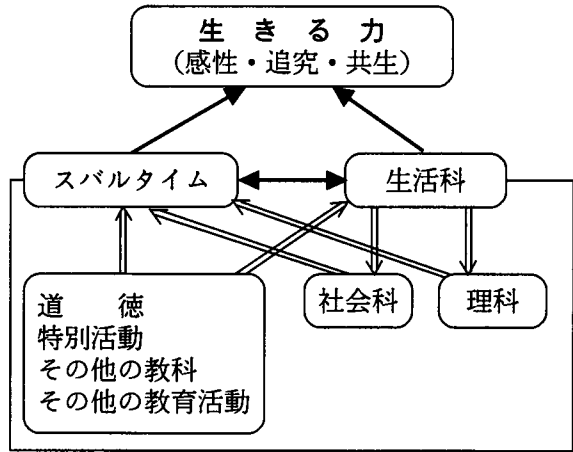 生きる力
(感性・追究・共生)
スバルタイム
生活科
社会科
理科
道　　徳
特別活動
その他の教科
その他の教育活動